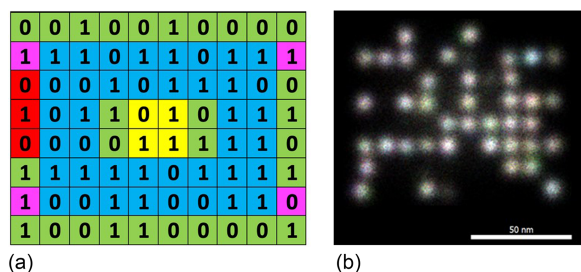 0 0 1 0 0 1 0 0 0 0
1 1 1 0 1 1 0 1 1 1
0 0 0 1 0 1 1 1 0 0
1 0 1 1 0 1 0 1 1 1
0 0 0 0 1 1 1 1 1 0
1 1 1 1 1 0 1 1 1 1
1 0 0 1 1 0 0 1 1 0
1 0 0 1 1 0 0 0 0 1
50 nm
(a) (b)